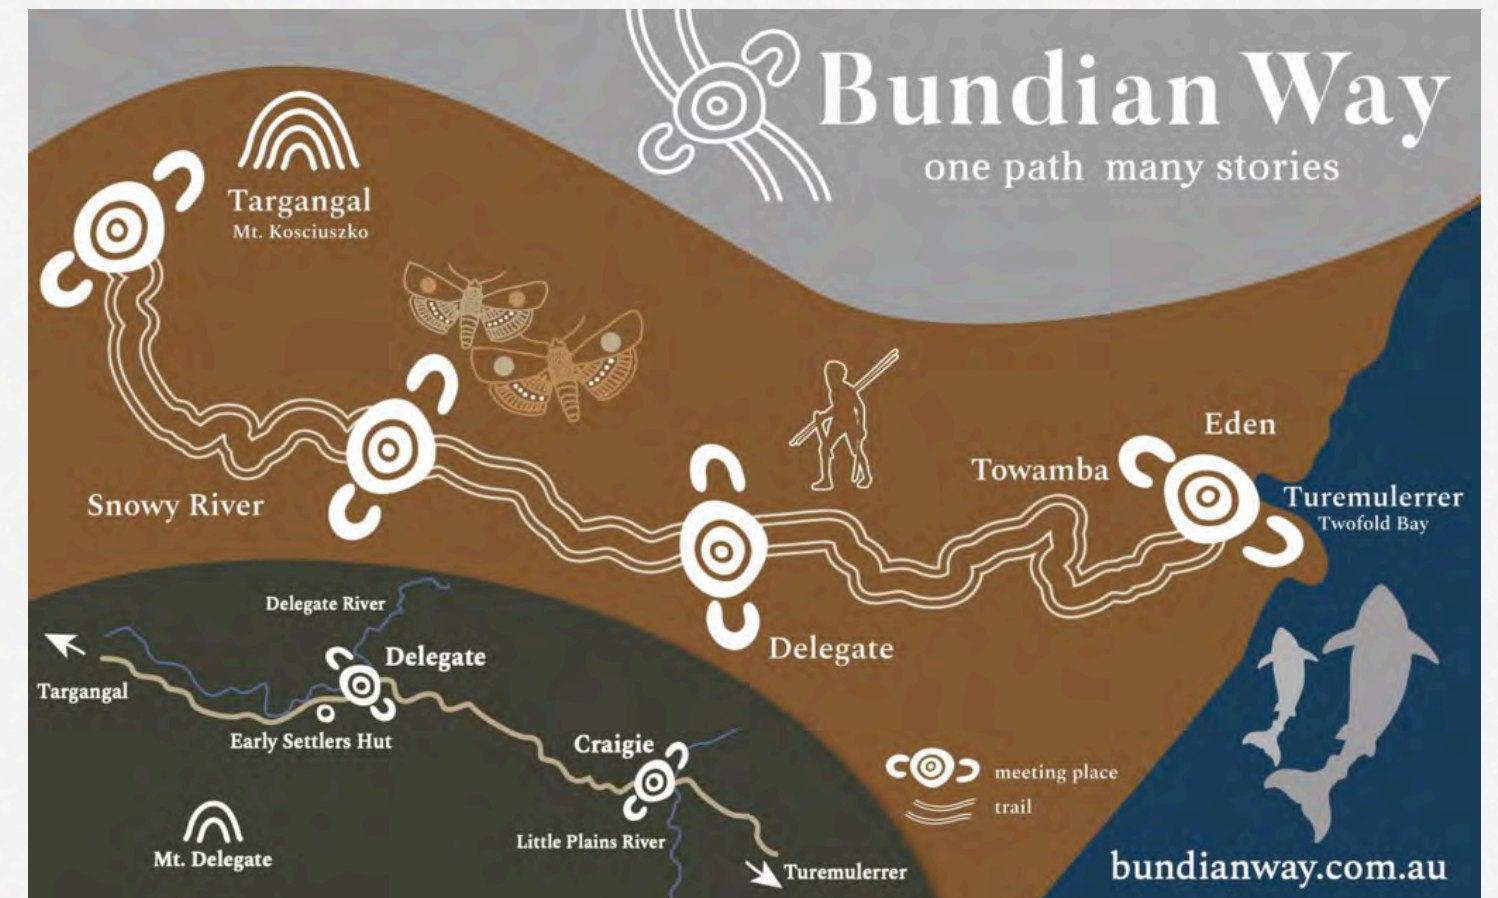 Bundian Way
one path many stories
Targangal
Mt. Kosciuszko
Snowy River
Delegate
Towamba
Eden
Turemulerrer
Twofold Bay
Delegate River
Delegate
Targangal
Early Settlers Hut
Craigie
Mt. Delegate
Little Plains River
Turemulerrer
meeting place
trail
bundianway.com.au